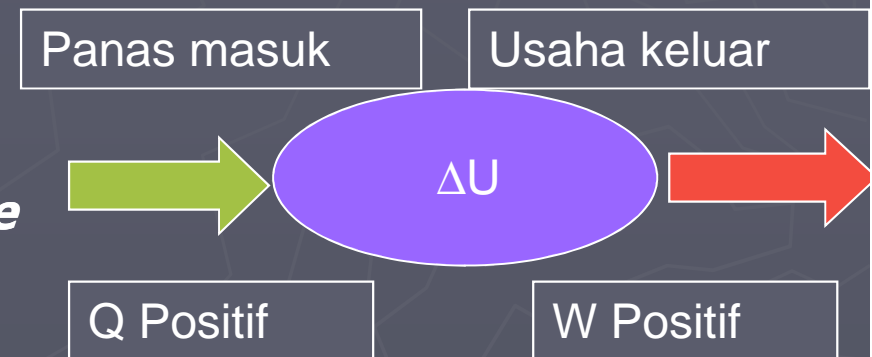 Panas masuk
Usaha keluar
e
ΔU
Q Positif
W Positif